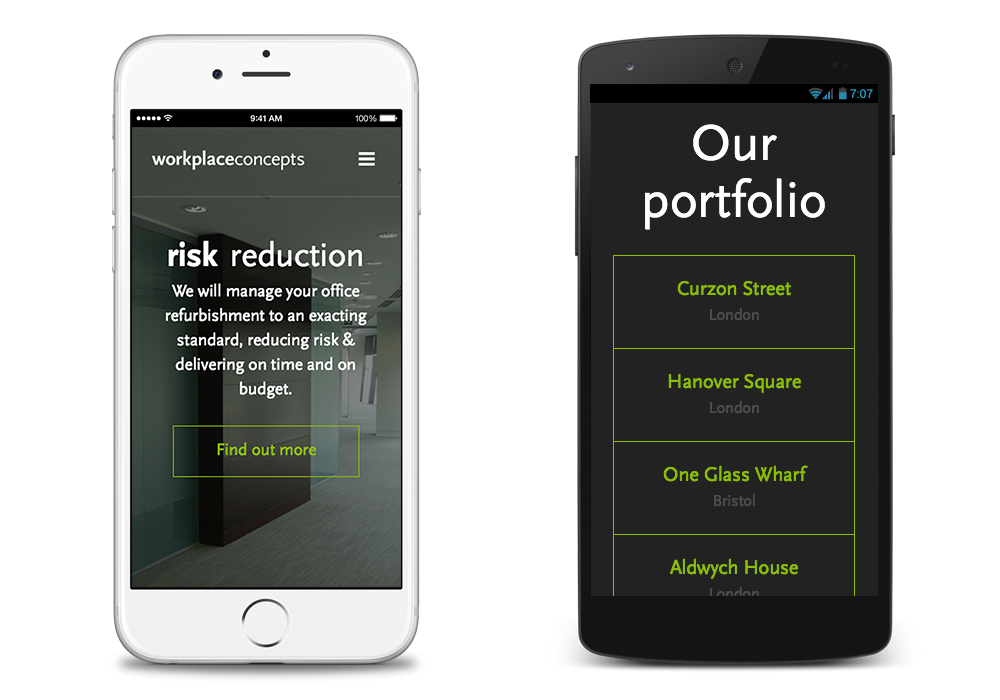 9:41 AM
100%
workplaceconcepts
risk reduction
We will manage your office
refurbishment to an exacting
standard, reducing risk &
delivering on time and on
budget.
Find out more
7:07
Our
portfolio
Curzon Street
London
Hanover Square
London
One Glass Wharf
Bristol
Aldwych House
London